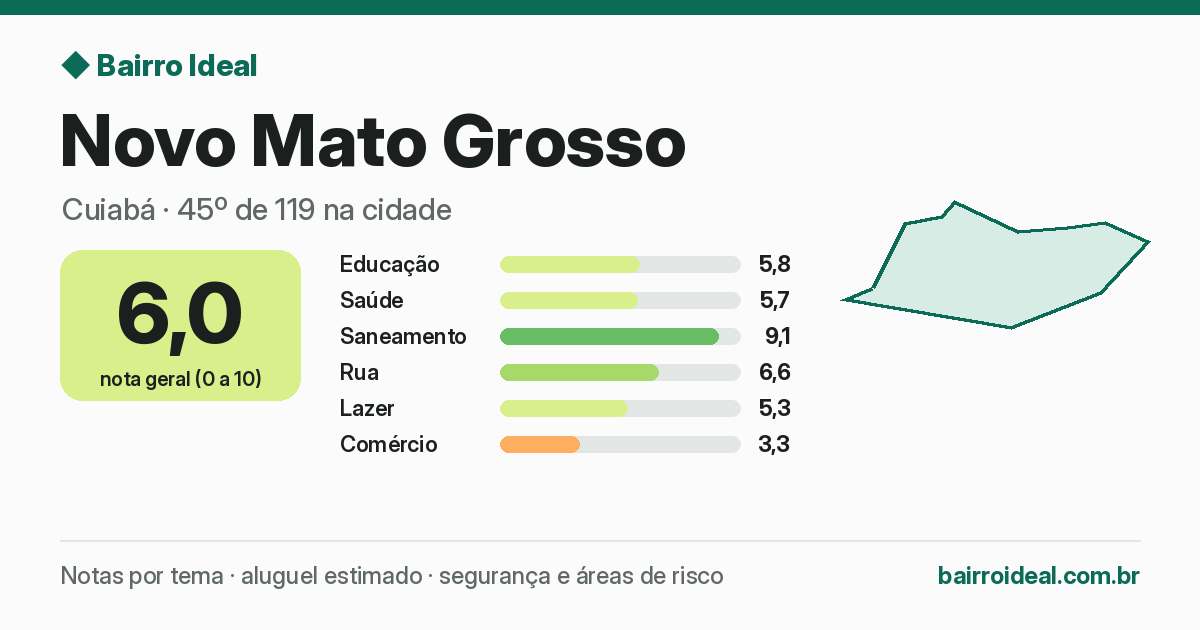 Bairro Ideal
Novo Mato Grosso
Cuiabá · 45º de 119 na cidade
6,0
nota geral (0 a 10)
Educação 5,8
Saúde 5,7
Saneamento 9,1
Rua 6,6
Lazer 5,3
Comércio 3,3
Notas por tema · aluguel estimado · segurança e áreas de risco
bairroideal.com.br